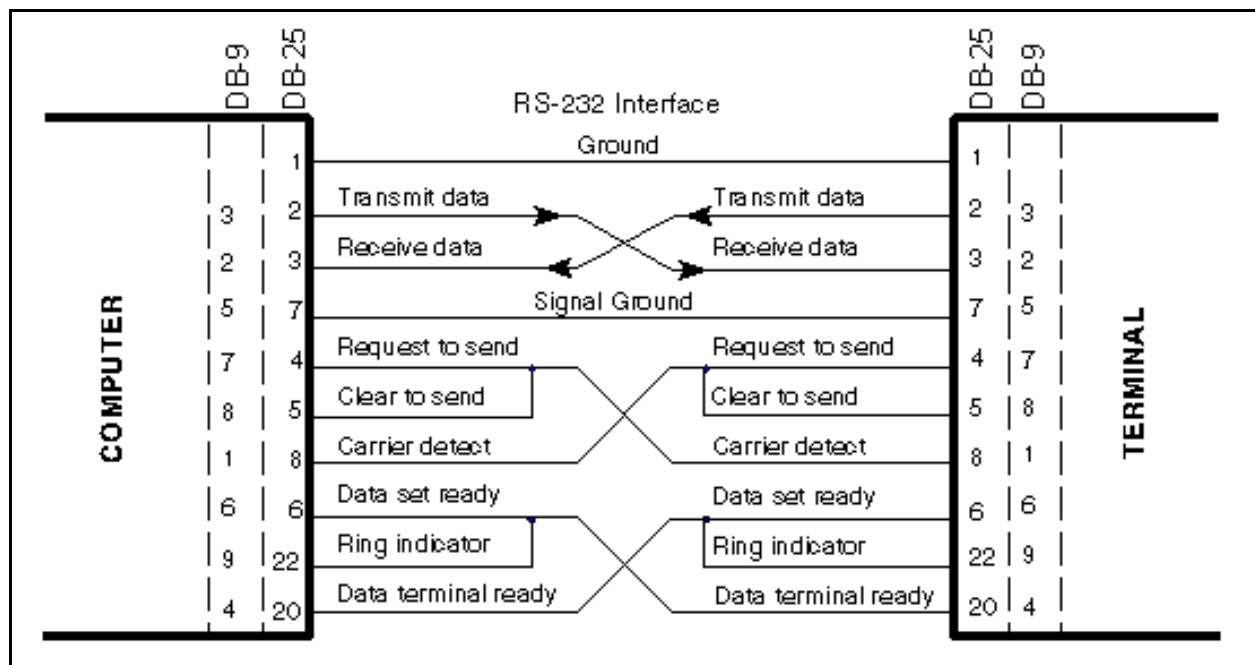 DB-9 DB-25 DB-25 DB-9
RS-232 Interface
1 Ground 1
3 2 Transmit data Transmit data 2 3
2 3 Receive data Receive data 3 2
5 7 Signal Ground 7 5
7 4 Request to send Request to send 4 7
8 5 Clear to send Clear to send 5 8
1 8 Carrier detect Carrier detect 8 1
6 6 Data set ready Data set ready 6 6
9 22 Ring indicator Ring indicator 22 9
4 20 Data terminal ready Data terminal ready 20 4
COMPUTER
TERMINAL